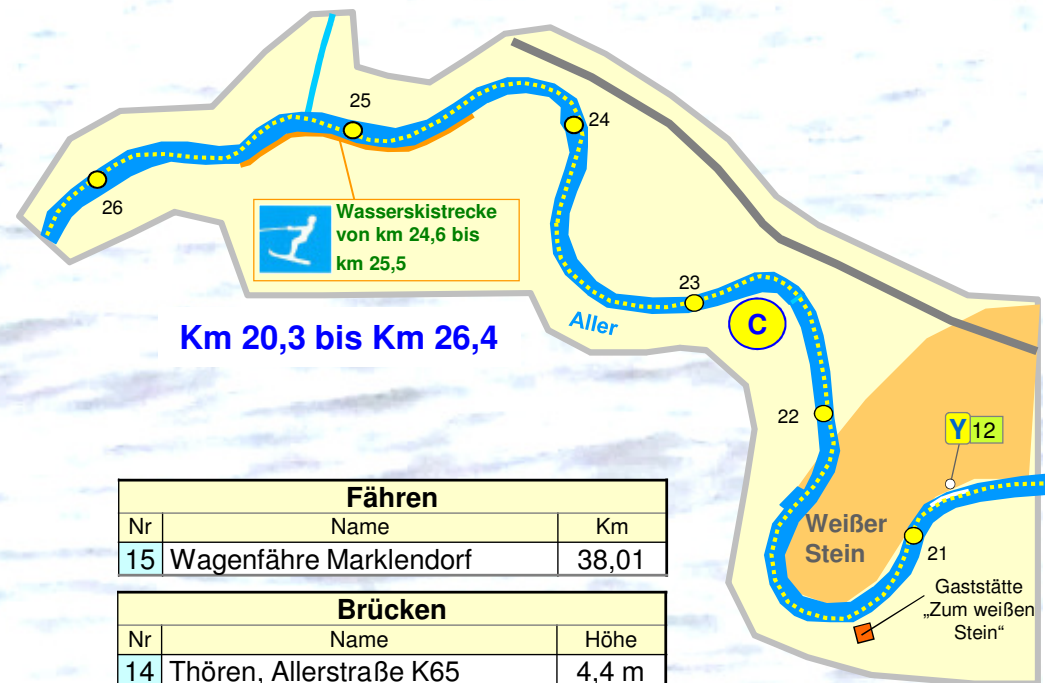 25
24
26
Wasserskistrecke
von km 24,6 bis
km 25,5
23
Aller
C
Km 20,3 bis Km 26,4
22
Y 12
Weißer
Stein
21
Gaststätte
„Zum weißen
Stein“
Fähren
Nr Name Km
15 Wagenfähre Marklendorf 38,01
Brücken
Nr Name Höhe
14 Thören, Allerstraße K65 4,4 m